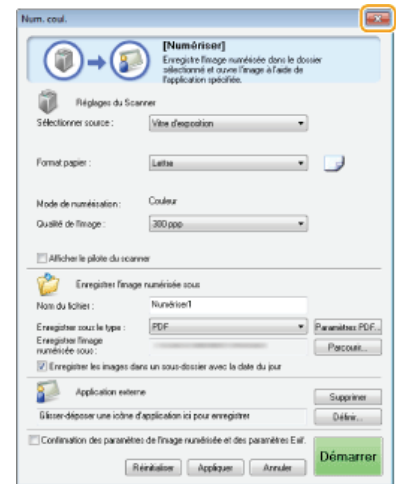 Num. coul.
[Numériser]
Enregistre l'image numérisée dans le dossier
sélectionné et ouvre l'image à l'aide de
l'application spécifiée.
Réglages du Scanner
Sélectionner source :
Vitre d'exposition
Format papier :
Lettre
Mode de numérisation :
Couleur
Qualité de l'image :
300 ppp
Afficher le pilote du scanner
Enregistrer l'image numérisée sous
Nom du fichier :
Numériser1
Enregistrer sous le type :
PDF
Paramètres PDF...
Enregistrer l'image
numérisée sous :
Parcourir...
Enregistrer les images dans un sous-dossier avec la date du jour
Application externe
Supprimer
Glisser-déposer une icône d'application ici pour enregistrer
Définir...
Confirmation des paramètres de l'image numérisée et des paramètres Exif.
Réinitialiser
Appliquer
Annuler
Démarrer